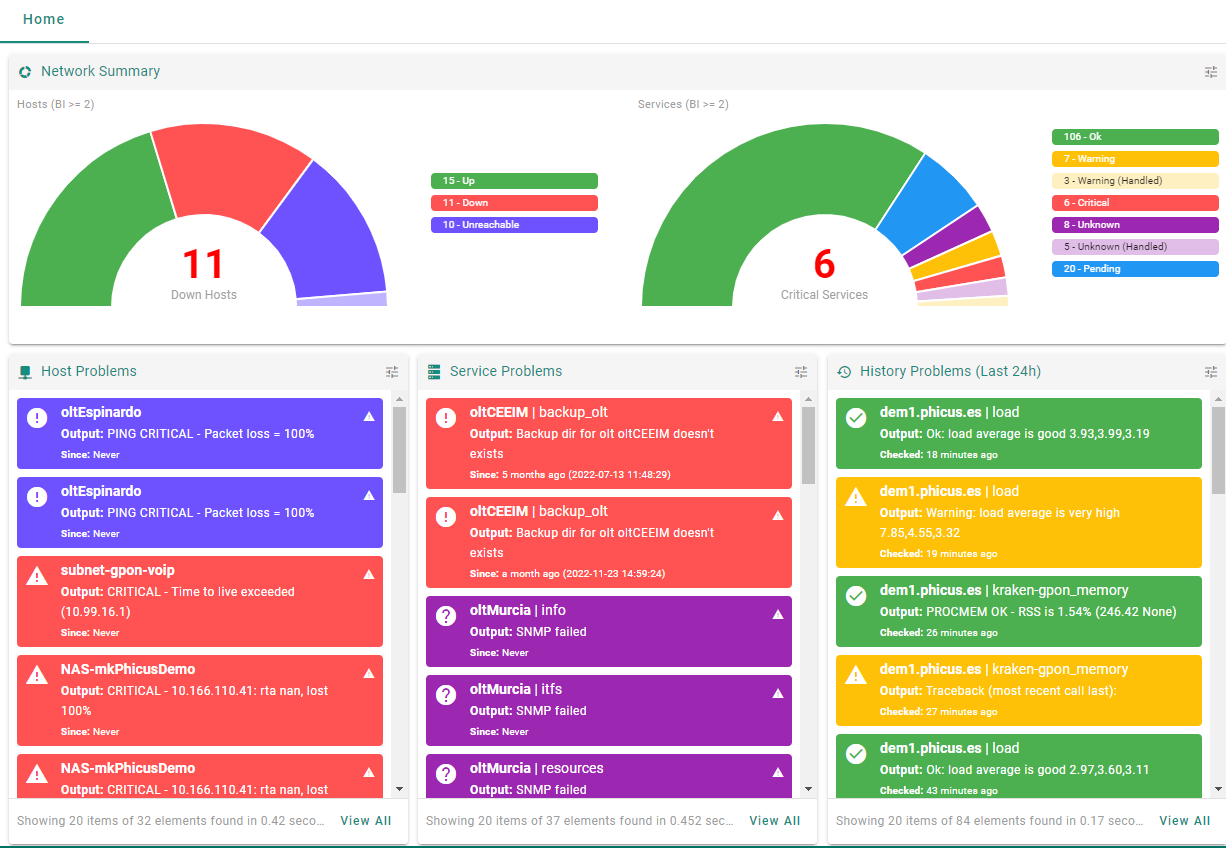 Home
Network Summary
Hosts (BI >= 2)
11
Down Hosts
15 - Up
11 - Down
10 - Unreachable
Services (BI >= 2)
6
Critical Services
106 - Ok
7 - Warning
3 - Warning (Handled)
6 - Critical
8 - Unknown
5 - Unknown (Handled)
20 - Pending
Host Problems
oltEspinardo
Output: PING CRITICAL - Packet loss = 100%
Since: Never
oltEspinardo
Output: PING CRITICAL - Packet loss = 100%
Since: Never
subnet-gpon-voip
Output: CRITICAL - Time to live exceeded
(10.99.16.1)
Since: Never
NAS-mkPhicusDemo
Output: CRITICAL - 10.166.110.41: rta nan, lost
100%
Since: Never
NAS-mkPhicusDemo
Output: CRITICAL - 10.166.110.41: rta nan, lost
Showing 20 items of 32 elements found in 0.42 seco...
View All
Service Problems
oltCEEIM | backup_olt
Output: Backup dir for olt oltCEEIM doesn't
exists
Since: 5 months ago (2022-07-13 11:48:29)
oltCEEIM | backup_olt
Output: Backup dir for olt oltCEEIM doesn't
exists
Since: a month ago (2022-11-23 14:59:24)
oltMurcia | info
Output: SNMP failed
Since: Never
oltMurcia | itfs
Output: SNMP failed
Since: Never
oltMurcia | resources
Output: SNMP failed
Showing 20 items of 37 elements found in 0.452 sec...
View All
History Problems (Last 24h)
dem1.phicus.es | load
Output: Ok: load average is good 3.93,3.99,3.19
Checked: 18 minutes ago
dem1.phicus.es | load
Output: Warning: load average is very high
7.85,4.55,3.32
Checked: 19 minutes ago
dem1.phicus.es | kraken-gpon_memory
Output: PROCMEM OK - RSS is 1.54% (246.42 None)
Checked: 26 minutes ago
dem1.phicus.es | kraken-gpon_memory
Output: Traceback (most recent call last):
Checked: 27 minutes ago
dem1.phicus.es | load
Output: Ok: load average is good 2.97,3.60,3.11
Checked: 43 minutes ago
Showing 20 items of 84 elements found in 0.17 seco...
View All